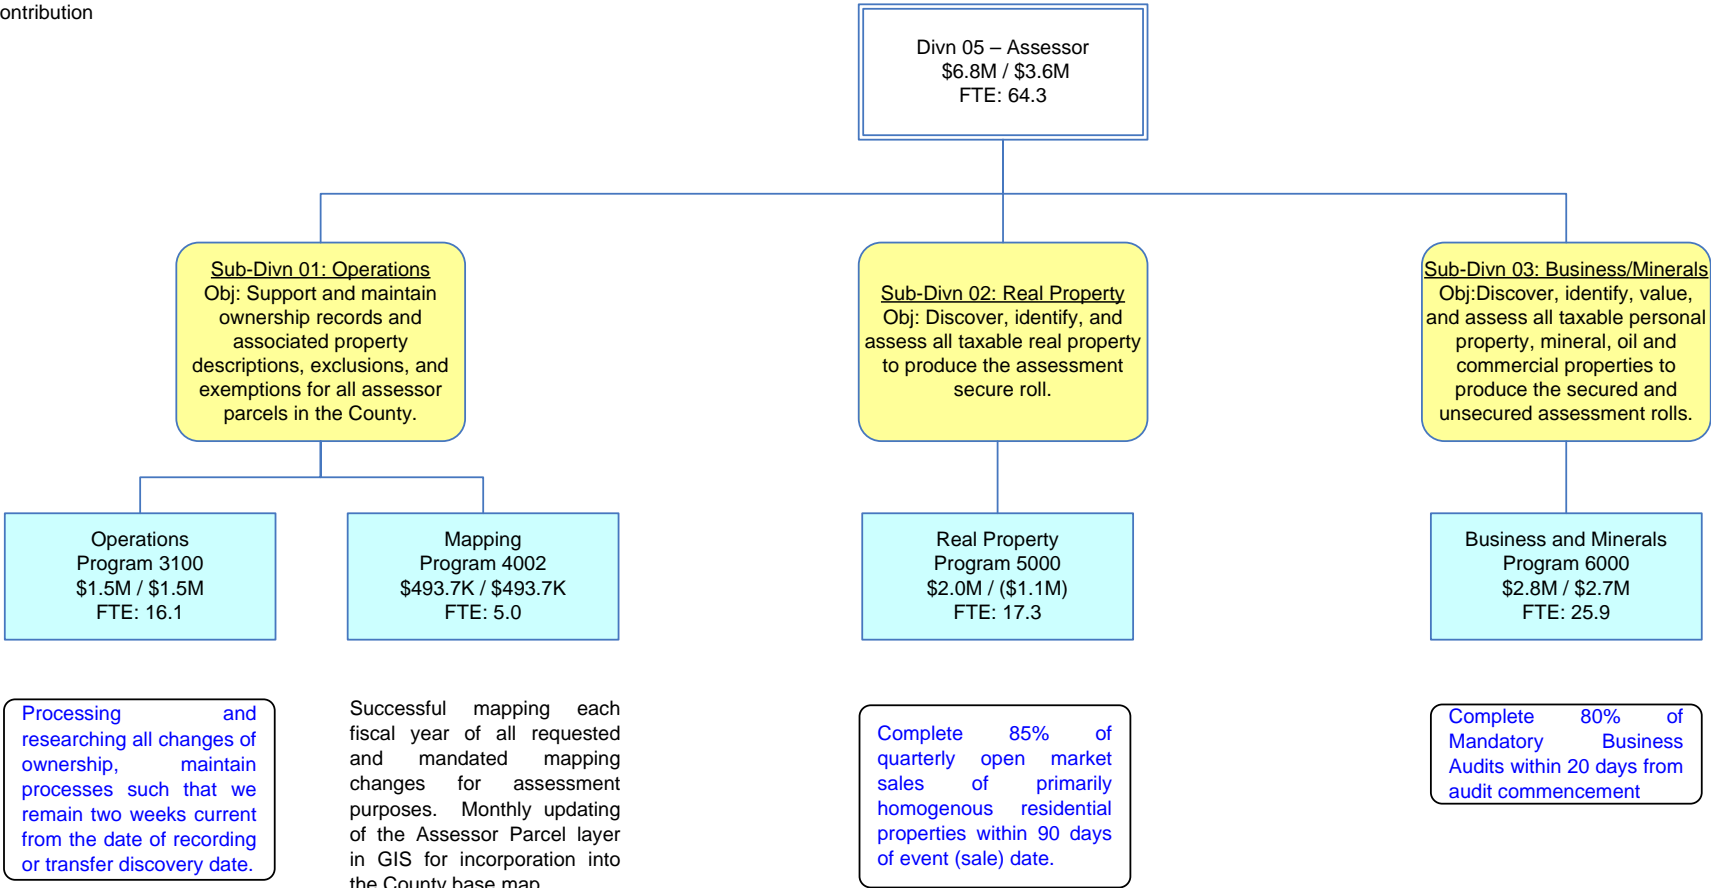 ontribution
Divn 05 – Assessor
$6.8M / $3.6M
FTE: 64.3
Sub-Divn 01: Operations
Obj: Support and maintain
ownership records and
associated property
descriptions, exclusions, and
exemptions for all assessor
parcels in the County.
Sub-Divn 02: Real Property
Obj: Discover, identify, and
assess all taxable real property
to produce the assessment
secure roll.
Sub-Divn 03: Business/Minerals
Obj:Discover, identify, value,
and assess all taxable personal
property, mineral, oil and
commercial properties to
produce the secured and
unsecured assessment rolls.
Operations
Program 3100
$1.5M / $1.5M
FTE: 16.1
Mapping
Program 4002
$493.7K / $493.7K
FTE: 5.0
Real Property
Program 5000
$2.0M / ($1.1M)
FTE: 17.3
Business and Minerals
Program 6000
$2.8M / $2.7M
FTE: 25.9
Processing and
researching all changes of
ownership, maintain
processes such that we
remain two weeks current
from the date of recording
or transfer discovery date.
Successful mapping each
fiscal year of all requested
and mandated mapping
changes for assessment
purposes. Monthly updating
of the Assessor Parcel layer
in GIS for incorporation into
the County base map
Complete 85% of
quarterly open market
sales of primarily
homogenous residential
properties within 90 days
of event (sale) date.
Complete 80% of
Mandatory Business
Audits within 20 days from
audit commencement